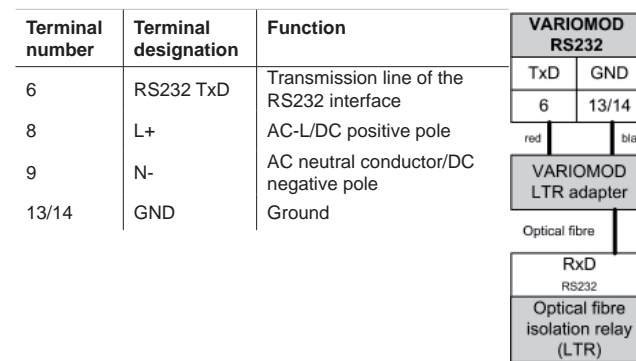 Terminal number
Terminal designation
Function
6
RS232 TxD
Transmission line of the
RS232 interface
8
L+
AC-L/DC positive pole
9
N-
AC neutral conductor/DC
negative pole
13/14
GND
Ground
VARIOMOD
RS232
TxD GND
6 13/14
red
VARIOMOD
LTR adapter
Optical fibre
RxD
RS232
Optical fibre
isolation relay
(LTR)